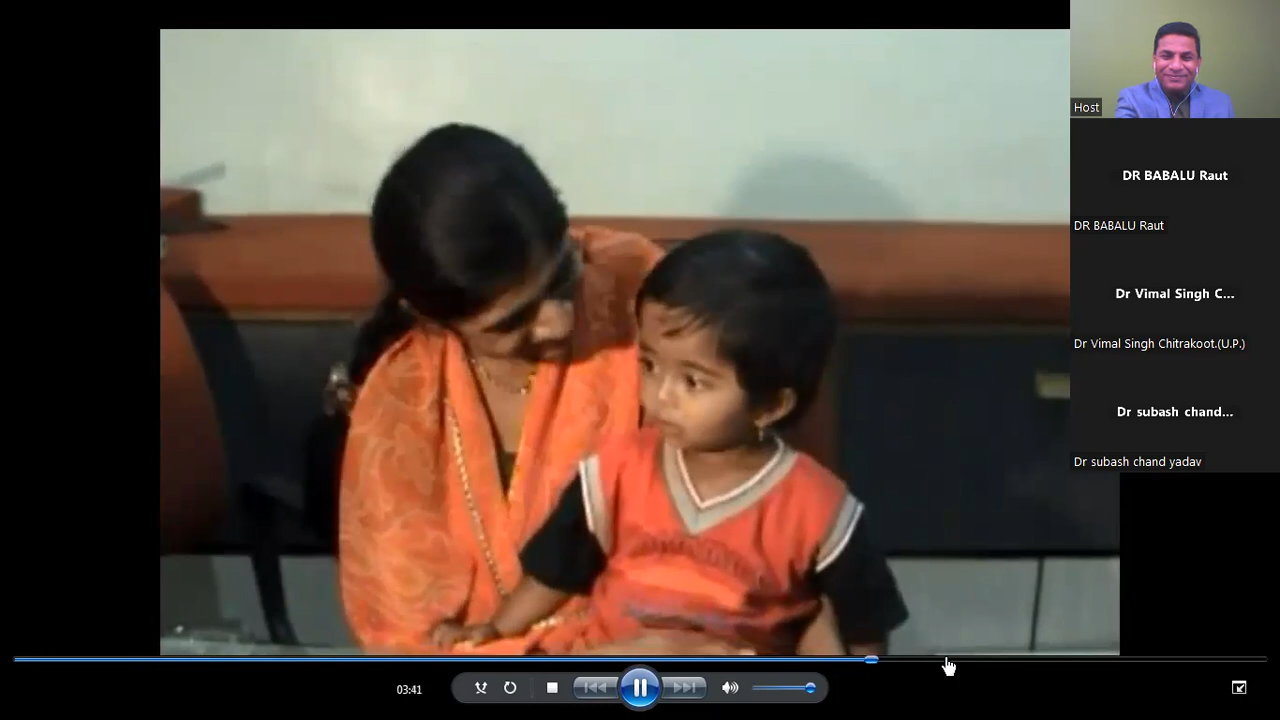 Host
DR BABALU Raut
DR BABALU Raut
Dr Vimal Singh C...
Dr Vimal Singh Chitrakoot.(U.P.)
Dr subash chand...
Dr subash chand yadav
03:41